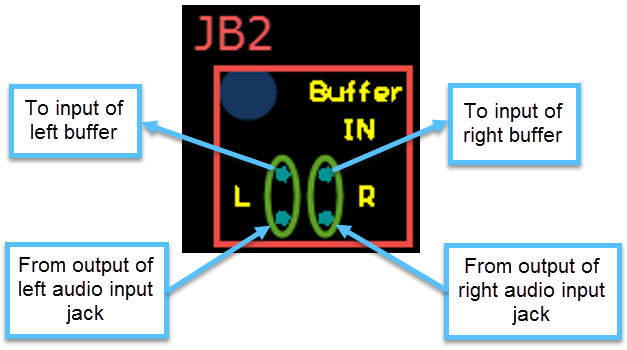 JB2
To input of
left buffer
Buffer
IN
To input of
right buffer
L
R
From output of
left audio input
jack
From output of
right audio input
jack